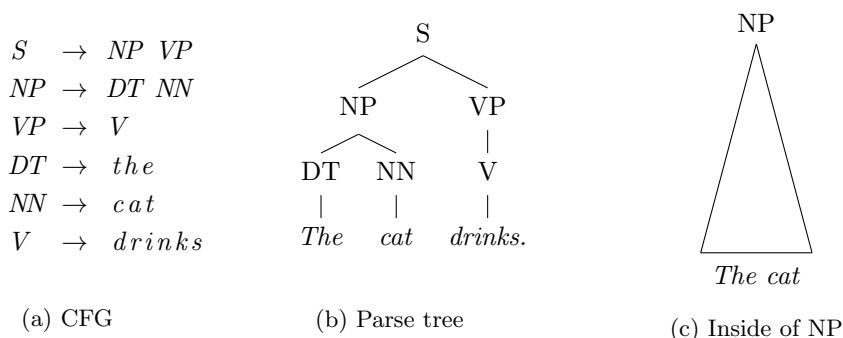 S → NP VP
NP → DT NN
VP → V
DT → the
NN → cat
V → drinks
(a) CFG
S
NP VP
DT NN V
The cat drinks.
(b) Parse tree
NP
The cat
(c) Inside of NP